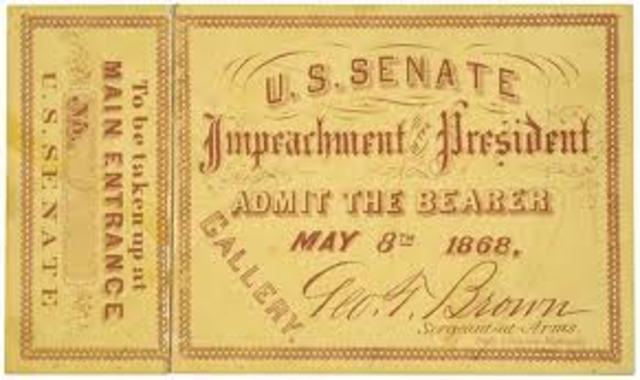 To be taken up at
MAIN ENTRANCE
No.
U.S. SENATE
U.S. SENATE
Impeachment of the President
ADMIT THE BEARER
MAY 8TH 1868.
GALLERY.
Geo. T. Brown
Sergeant-at-Arms.